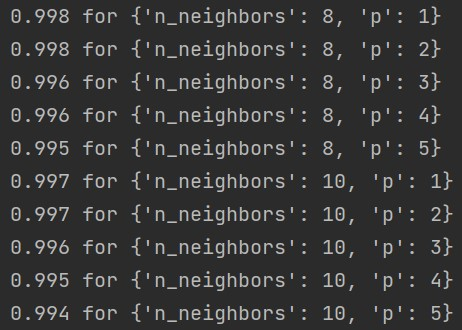 0.998 for {'n_neighbors': 8, 'p': 1}
0.998 for {'n_neighbors': 8, 'p': 2}
0.996 for {'n_neighbors': 8, 'p': 3}
0.996 for {'n_neighbors': 8, 'p': 4}
0.995 for {'n_neighbors': 8, 'p': 5}
0.997 for {'n_neighbors': 10, 'p': 1}
0.997 for {'n_neighbors': 10, 'p': 2}
0.996 for {'n_neighbors': 10, 'p': 3}
0.995 for {'n_neighbors': 10, 'p': 4}
0.994 for {'n_neighbors': 10, 'p': 5}